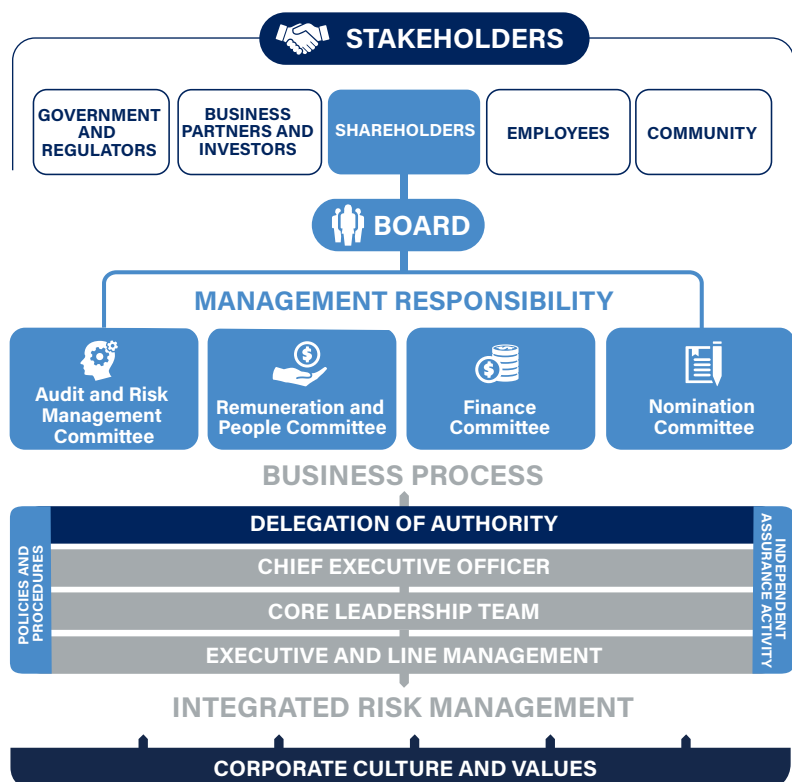 STAKEHOLDERS
GOVERNMENT
AND
REGULATORS
BUSINESS
PARTNERS AND
INVESTORS
SHAREHOLDERS
EMPLOYEES
COMMUNITY
BOARD
MANAGEMENT RESPONSIBILITY
Audit and Risk
Management
Committee
Remuneration and
People Committee
Finance
Committee
Nomination
Committee
BUSINESS PROCESS
POLICIES AND
PROCEDURES
DELEGATION OF AUTHORITY
CHIEF EXECUTIVE OFFICER
CORE LEADERSHIP TEAM
EXECUTIVE AND LINE MANAGEMENT
INDEPENDENT
ASSURANCE ACTIVITY
INTEGRATED RISK MANAGEMENT
CORPORATE CULTURE AND VALUES